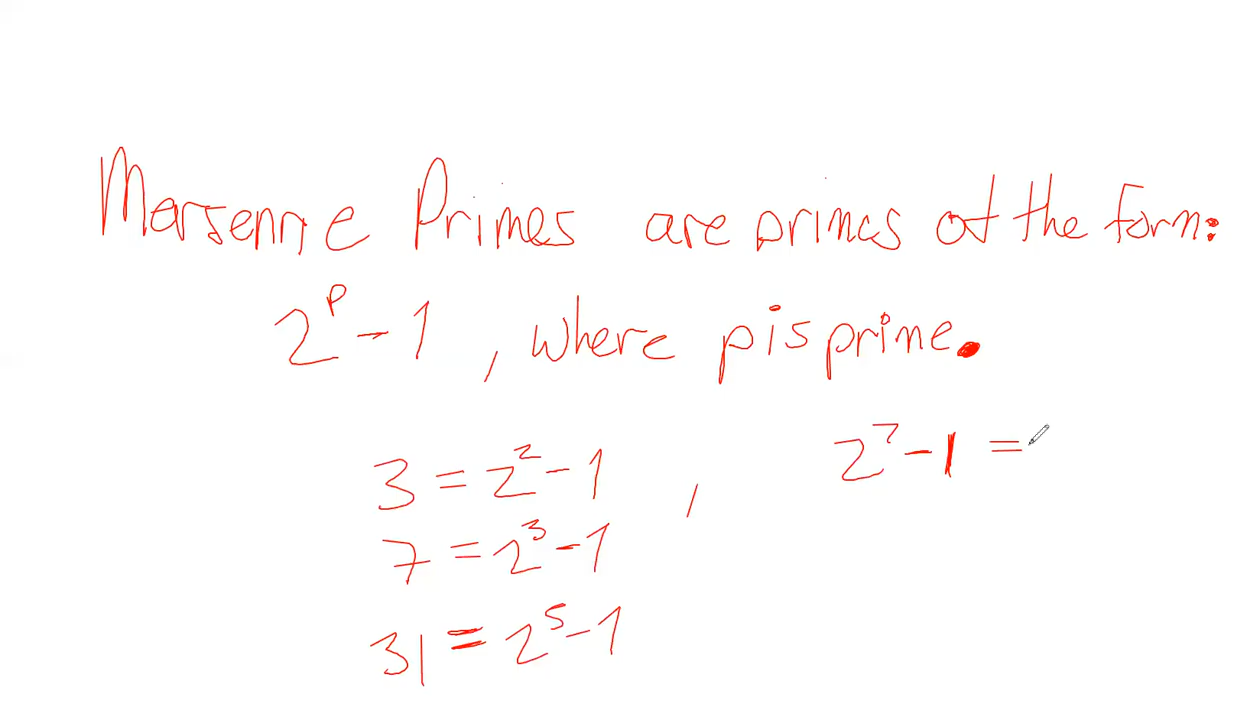 Mersenne Primes are primes of the form:
2^p - 1, where p is prime.
3 = 2^2 - 1 , 2^7 - 1 =
7 = 2^3 - 1
31 = 2^5 - 1